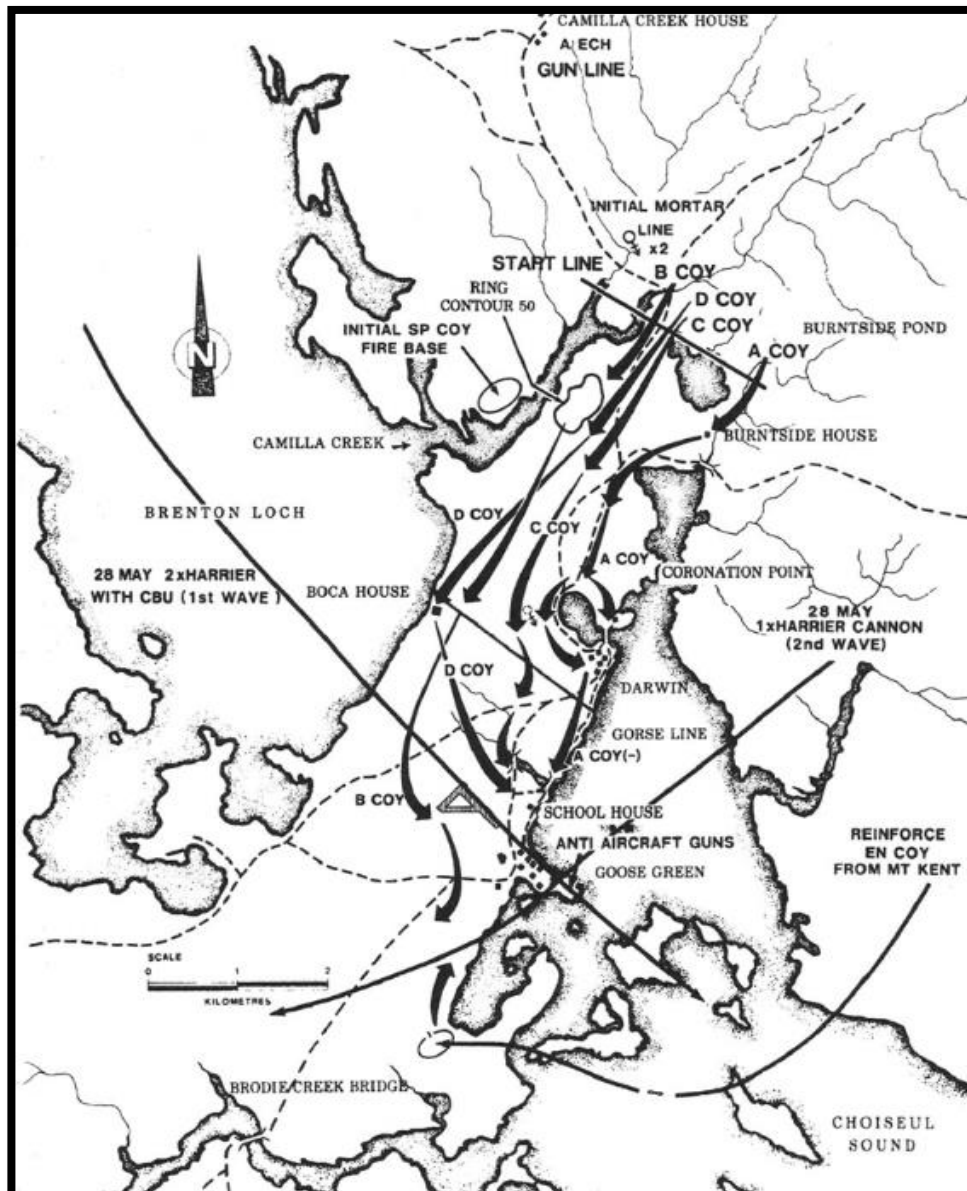 CAMILLA CREEK HOUSE
A ECH
GUN LINE
INITIAL MORTAR
LINE
x2
START LINE
B COY
RING
CONTOUR 50
D COY
C COY
INITIAL SP COY
FIRE BASE
BURNTSIDE POND
A COY
N
CAMILLA CREEK
BURNTSIDE HOUSE
BRENTON LOCH
D COY
C COY
A COY
28 MAY 2xHARRIER
WITH CBU (1st WAVE)
BOCA HOUSE
CORONATION POINT
28 MAY
1xHARRIER CANNON
(2nd WAVE)
D COY
DARWIN
GORSE LINE
A COY(-)
B COY
SCHOOL HOUSE
ANTI AIRCRAFT GUNS
GOOSE GREEN
REINFORCE
EN COY
FROM MT KENT
SCALE
0 1 2
KILOMETRES
BRODIE CREEK BRIDGE
CHOISEUL
SOUND